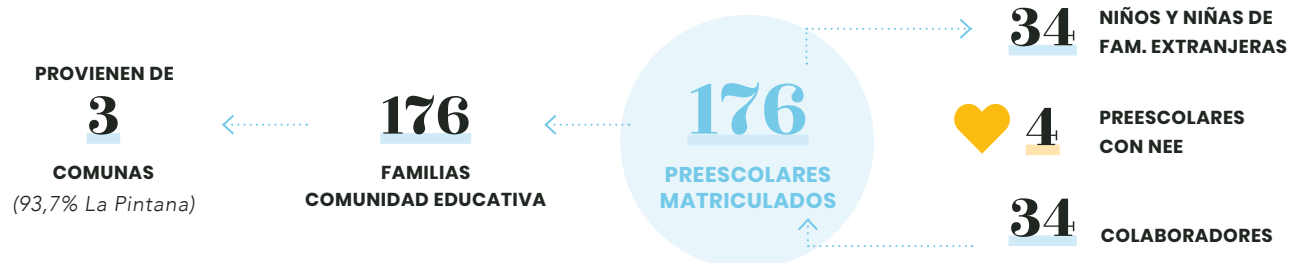 PROVIENEN DE
3
COMUNAS
(93,7% La Pintana)
176
FAMILIAS
COMUNIDAD EDUCATIVA
176
PREESCOLARES
MATRICULADOS
34
NIÑOS Y NIÑAS DE
FAM. EXTRANJERAS
4
PREESCOLARES
CON NEE
34
COLABORADORES